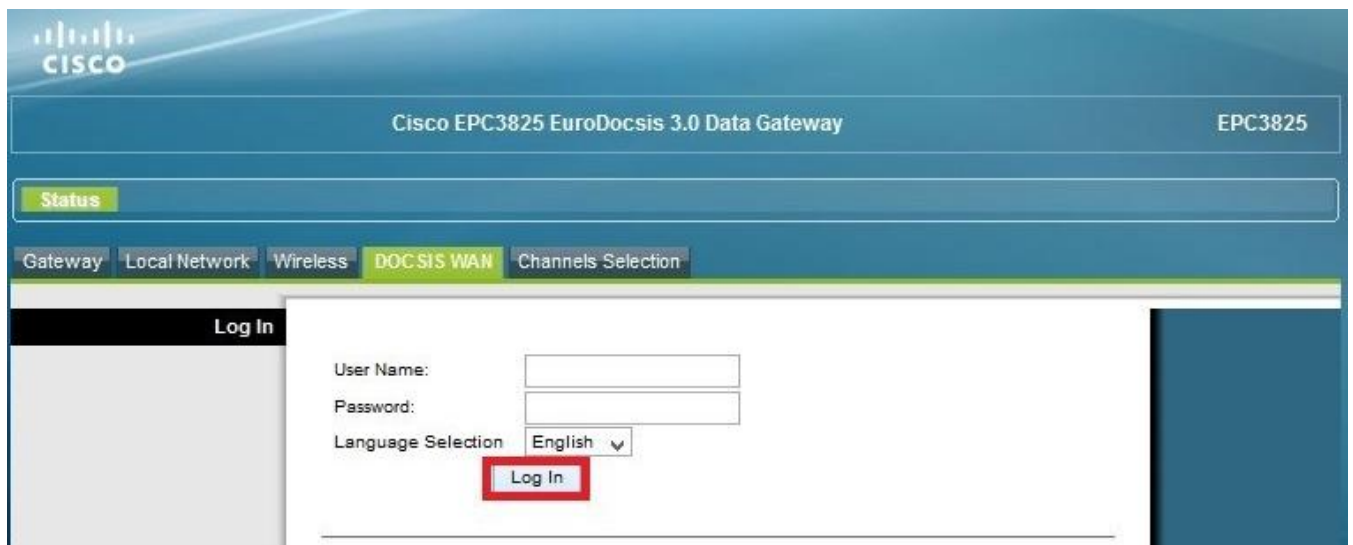 CISCO
Cisco EPC3825 EuroDocsis 3.0 Data Gateway EPC3825
Status
Gateway Local Network Wireless DOCSIS WAN Channels Selection
Log In
User Name:
Password:
Language Selection English
Log In